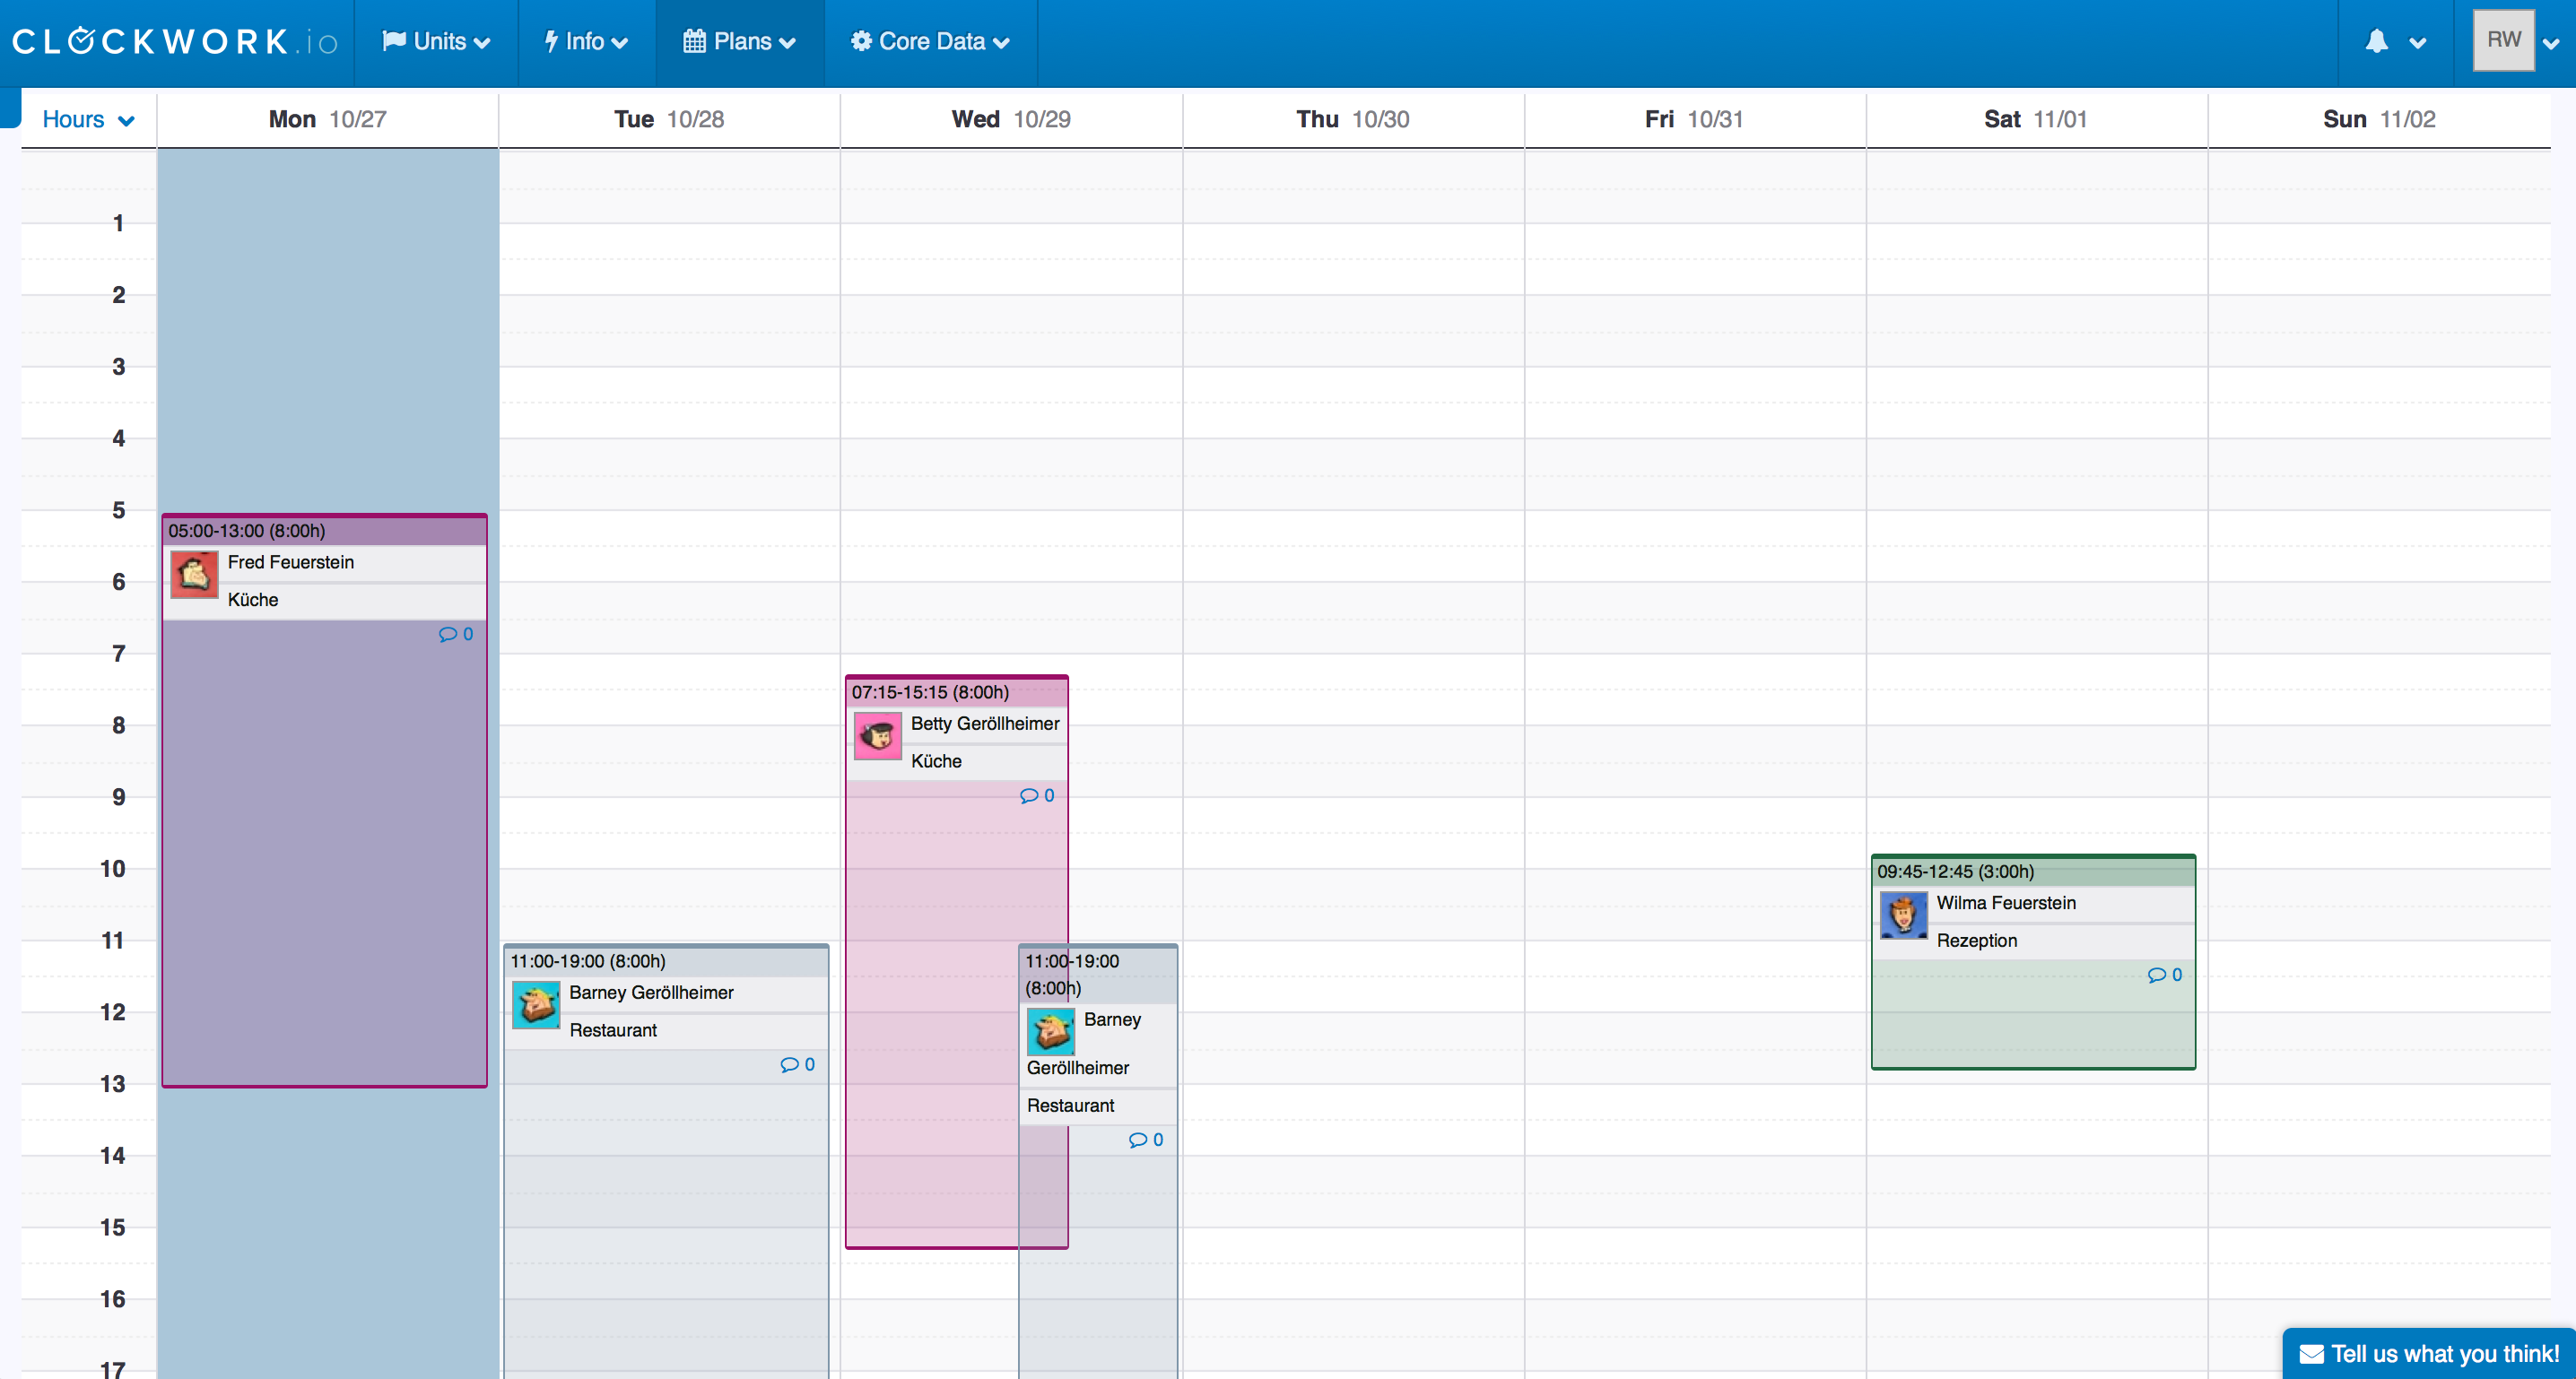 CLOCKWORK.io Units Info Plans Core Data RW
Hours Mon 10/27 Tue 10/28 Wed 10/29 Thu 10/30 Fri 10/31 Sat 11/01 Sun 11/02
1
2
3
4
5
05:00-13:00 (8:00h)
Fred Feuerstein
6
Küche
0
7
07:15-15:15 (8:00h)
Betty Geröllheimer
8
Küche
0
9
10
09:45-12:45 (3:00h)
Wilma Feuerstein
Rezeption
0
11
11:00-19:00 (8:00h)
Barney Geröllheimer
Restaurant
0
11:00-19:00
(8:00h)
Barney
Geröllheimer
Restaurant
0
12
13
14
15
16
17
Tell us what you think!